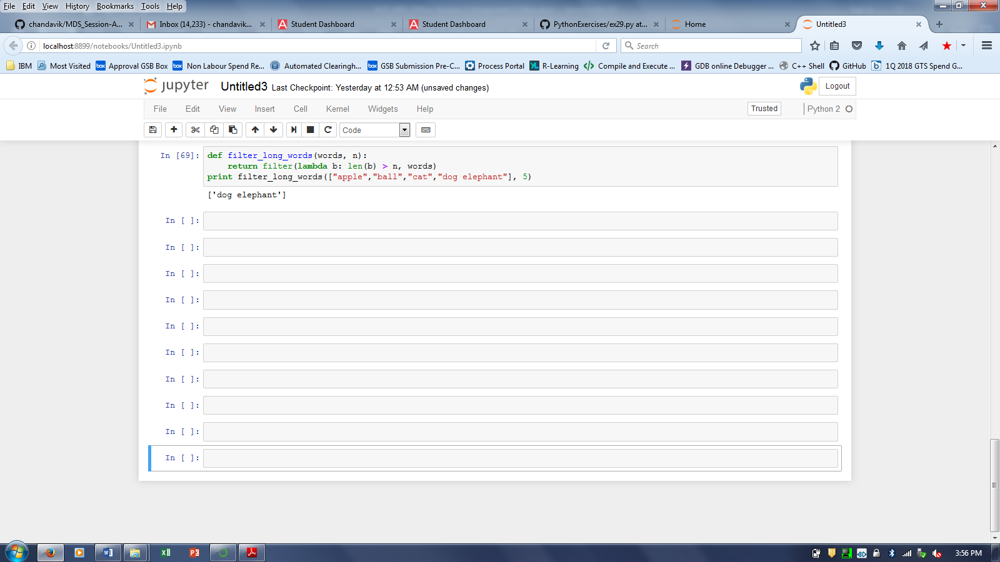 File Edit View History Bookmarks Tools Help
chandavik/MDS_Session-A... Inbox (14,233) - chandavik... Student Dashboard Student Dashboard PythonExercises/ex29.py at... Home Untitled3
localhost:8899/notebooks/Untitled3.ipynb Search
IBM Most Visited Approval GSB Box Non Labour Spend Re... Automated Clearingh... GSB Submission Pre-C... Process Portal R-Learning Compile and Execute ... GDB online Debugger ... C++ Shell GitHub 1Q 2018 GTS Spend G...
jupyter Untitled3 Last Checkpoint: Yesterday at 12:53 AM (unsaved changes) Logout
File Edit View Insert Cell Kernel Widgets Help Trusted Python 2
Code
In [69]: def filter_long_words(words, n):
    return filter(lambda b: len(b) > n, words)
print filter_long_words(["apple","ball","cat","dog elephant"], 5)
['dog elephant']
In [ ]:
In [ ]:
In [ ]:
In [ ]:
In [ ]:
In [ ]:
In [ ]:
In [ ]:
In [ ]:
In [ ]:
3:56 PM